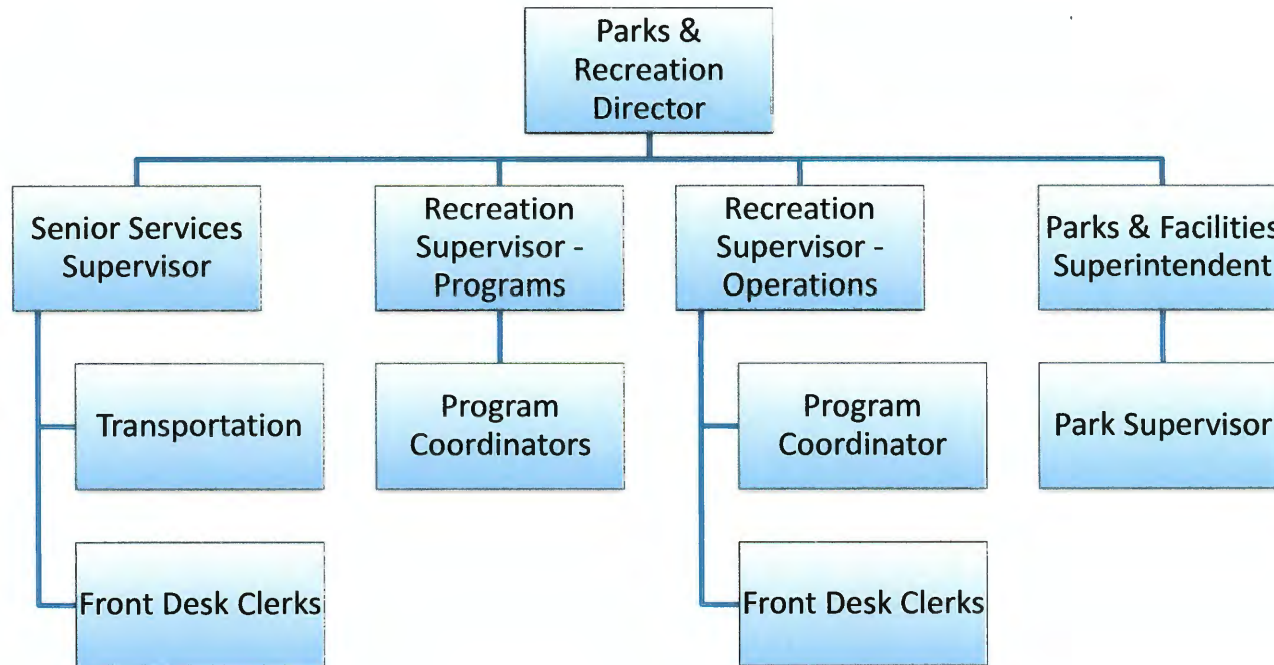 Parks &
Recreation
Director
Senior Services
Supervisor
Recreation
Supervisor -
Programs
Recreation
Supervisor -
Operations
Parks & Facilities
Superintendent
Transportation
Program
Coordinators
Program
Coordinator
Park Supervisor
Front Desk Clerks
Front Desk Clerks